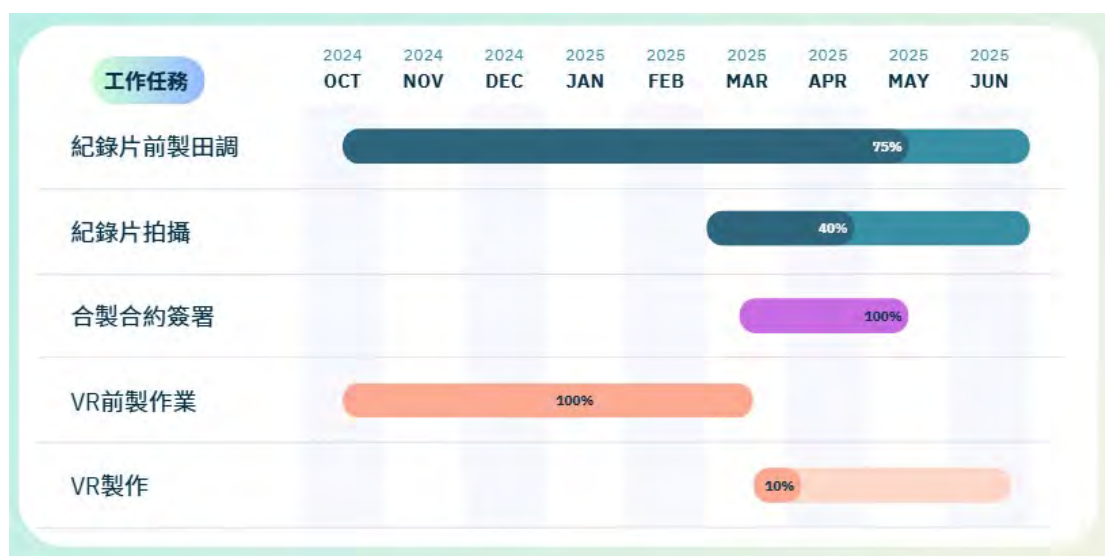 工作任務
2024 2024 2024 2025 2025 2025 2025 2025 2025
OCT NOV DEC JAN FEB MAR APR MAY JUN
紀錄片前製田調 75%
紀錄片拍攝 40%
合製合約簽署 100%
VR前製作業 100%
VR製作 10%